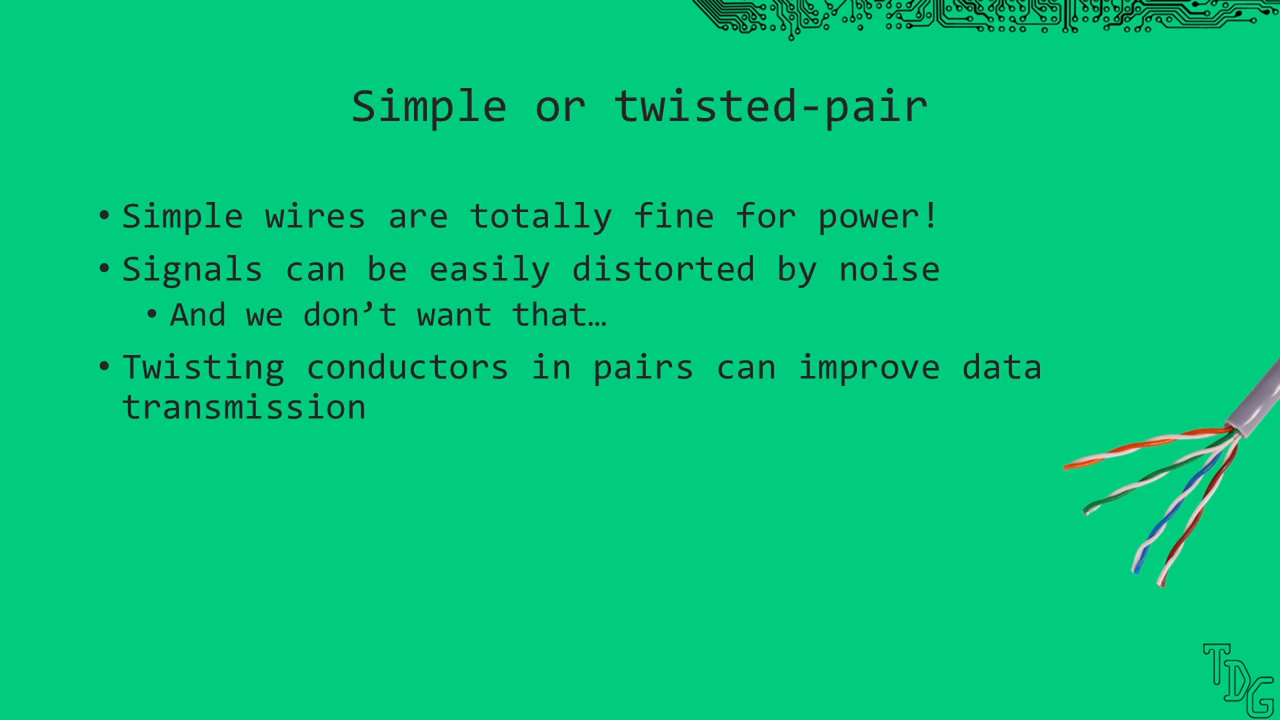 Simple or twisted-pair
• Simple wires are totally fine for power!
• Signals can be easily distorted by noise
• And we don’t want that…
• Twisting conductors in pairs can improve data
transmission
TDG